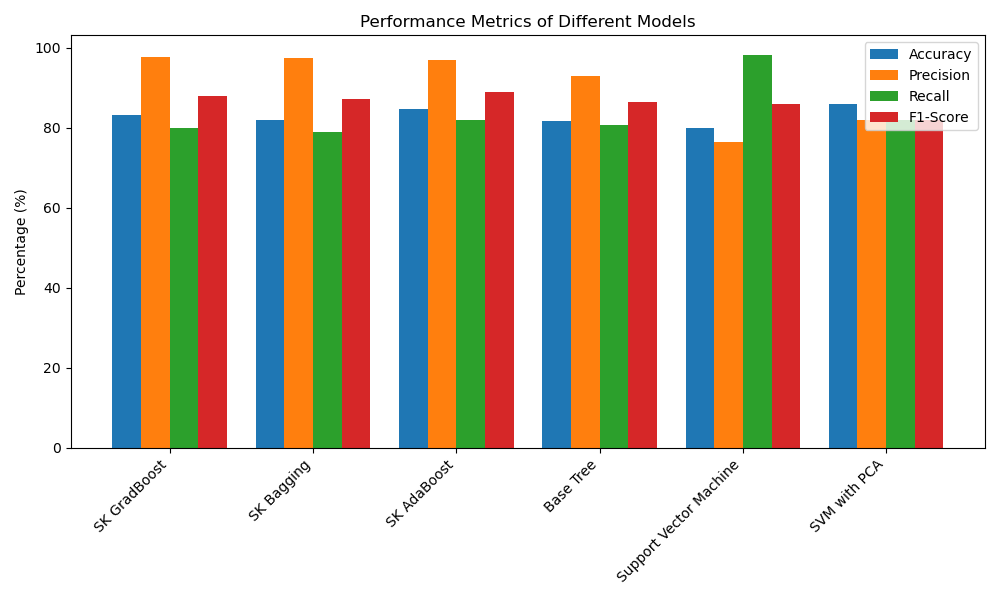 Performance Metrics of Different Models
Accuracy
Precision
Recall
F1-Score
Percentage (%)
100
80
60
40
20
0
SK GradBoost
SK Bagging
SK AdaBoost
Base Tree
Support Vector Machine
SVM with PCA